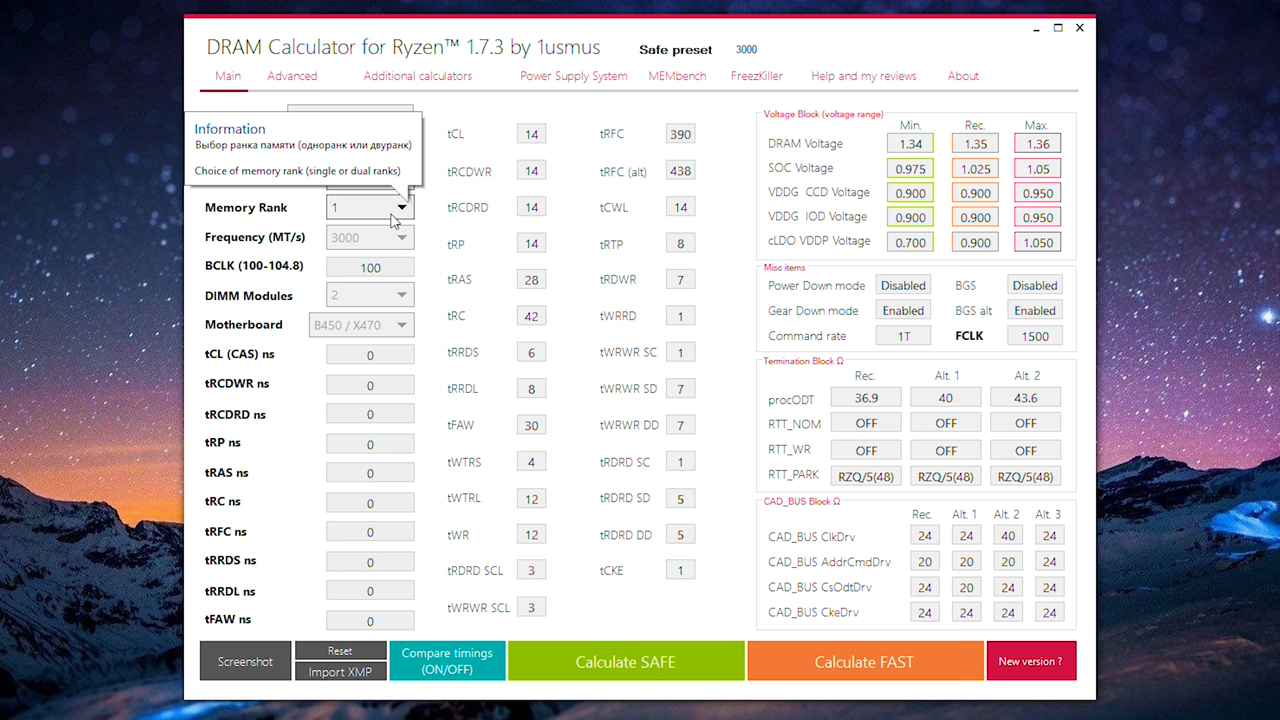 DRAM Calculator for Ryzen™ 1.7.3 by 1usmus
Safe preset
3000
Main
Advanced
Additional calculators
Power Supply System
MEMbench
FreezKiller
Help and my reviews
About
Information
Выбор ранка памяти (одноранк или двуранк)
Choice of memory rank (single or dual ranks)
Memory Rank 1
Frequency (MT/s) 3000
BCLK (100-104.8) 100
DIMM Modules 2
Motherboard B450 / X470
tCL (CAS) ns 0
tRCDWR ns 0
tRCDRD ns 0
tRP ns 0
tRAS ns 0
tRC ns 0
tRFC ns 0
tRRDS ns 0
tRRDL ns 0
tFAW ns 0
tCL 14
tRCDWR 14
tRCDRD 14
tRP 14
tRAS 28
tRC 42
tRRDS 6
tRRDL 8
tFAW 30
tWTRS 4
tWTRL 12
tWR 12
tRDRD SCL 3
tWRWR SCL 3
tRFC 390
tRFC (alt) 438
tCWL 14
tRTP 8
tRDWR 7
tWRRD 1
tWRWR SC 1
tWRWR SD 7
tWRWR DD 7
tRDRD SC 1
tRDRD SD 5
tRDRD DD 5
tCKE 1
Voltage Block (voltage range)
Min. Rec. Max.
DRAM Voltage 1.34 1.35 1.36
SOC Voltage 0.975 1.025 1.05
VDDG CCD Voltage 0.900 0.900 0.950
VDDG IOD Voltage 0.900 0.900 0.950
cLDO VDDP Voltage 0.700 0.900 1.050
Misc items
Power Down mode Disabled BGS Disabled
Gear Down mode Enabled BGS alt Enabled
Command rate 1T FCLK 1500
Termination Block Ω
Rec. Alt. 1 Alt. 2
procODT 36.9 40 43.6
RTT_NOM OFF OFF OFF
RTT_WR OFF OFF OFF
RTT_PARK RZQ/5(48) RZQ/5(48) RZQ/5(48)
CAD_BUS Block Ω
Rec. Alt. 1 Alt. 2 Alt. 3
CAD_BUS ClkDrv 24 24 40 24
CAD_BUS AddrCmdDrv 20 20 20 24
CAD_BUS CsOdtDrv 24 20 24 24
CAD_BUS CkeDrv 24 24 24 24
Screenshot
Reset
Import XMP
Compare timings
(ON/OFF)
Calculate SAFE
Calculate FAST
New version ?